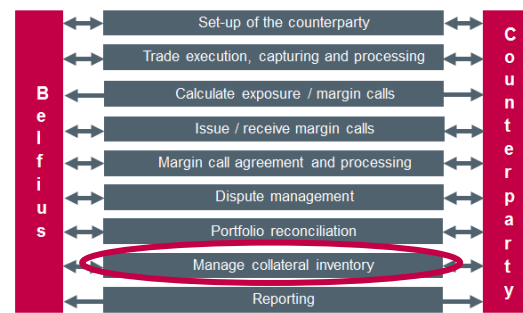 Belfius
Set-up of the counterparty
Trade execution, capturing and processing
Calculate exposure / margin calls
Issue / receive margin calls
Margin call agreement and processing
Dispute management
Portfolio reconciliation
Manage collateral inventory
Reporting
Counterparty